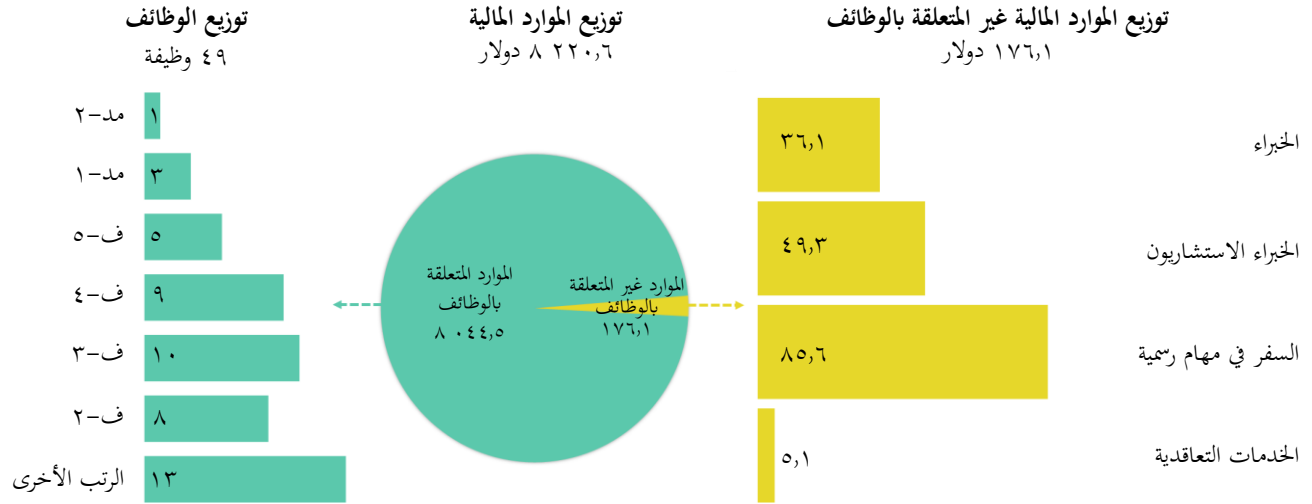 توزيع الموارد المالية غير المتعلقة بالوظائف
١٧٦,١ دولار
الخبراء
٣٦,١
الخبراء الاستشاريون
٤٩,٣
السفر في مهام رسمية
٨٥,٦
الخدمات التعاقدية
٥,١
توزيع الموارد المالية
٨ ٢٢٠,٦ دولار
الموارد غير المتعلقة
بالوظائف
١٧٦,١
الموارد المتعلقة
بالوظائف
٨ ٠٤٤,٥
توزيع الوظائف
٤٩ وظيفة
مد-٢
١
مد-١
٣
ف-٥
٥
ف-٤
٩
ف-٣
١٠
ف-٢
٨
الرتب الأخرى
١٣